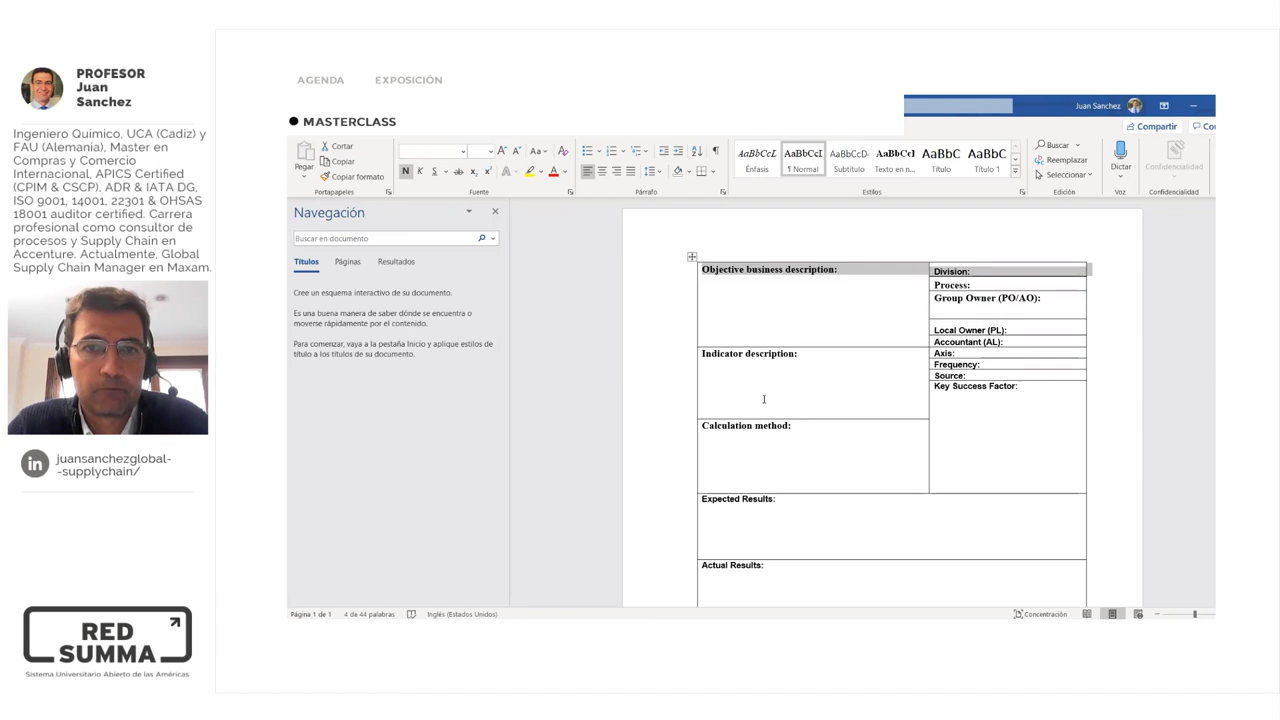 PROFESOR
Juan
Sanchez
Ingeniero Químico, UCA (Cadiz) y
FAU (Alemania), Master en
Compras y Comercio
Internacional, APICS Certified
(CPIM & CSCP), ADR & IATA DG,
ISO 9001, 14001, 22301 & OHSAS
18001 auditor certified. Carrera
profesional como consultor de
procesos y Supply Chain en
Accenture. Actualmente, Global
Supply Chain Manager en Maxam.
in
juansanchezglobal-
-supplychain/
RED
SUMMA
Sistema Universitario Abierto de las Américas
AGENDA EXPOSICIÓN
MASTERCLASS
Juan Sanchez
Compartir Co
Pegar
Cortar
Copiar
Copiar formato
Portapapeles
N K S ab x₂ x²
Fuente
Párrafo
AaBbCcL AaBbCcI AaBbCcD AaBbCcI AaBbC AaBbC
Énfasis ¶ Normal Subtítulo Texto en n... Título Título 1
Estilos
Buscar
Reemplazar
Seleccionar
Edición
Dictar
Voz
Confidencialidad
Confidencialidad
Navegación
Buscar en documento
Títulos Páginas Resultados
Cree un esquema interactivo de su documento.
Es una buena manera de saber dónde se encuentra o
moverse rápidamente por el contenido.
Para comenzar, vaya a la pestaña Inicio y aplique estilos de
título a los títulos de su documento.
Objective business description:
Division:
Process:
Group Owner (PO/AO):
Local Owner (PL):
Accountant (AL):
Indicator description:
Axis:
Frequency:
Source:
Key Success Factor:
Calculation method:
Expected Results:
Actual Results:
Página 1 de 1 4 de 44 palabras Inglés (Estados Unidos) Concentración